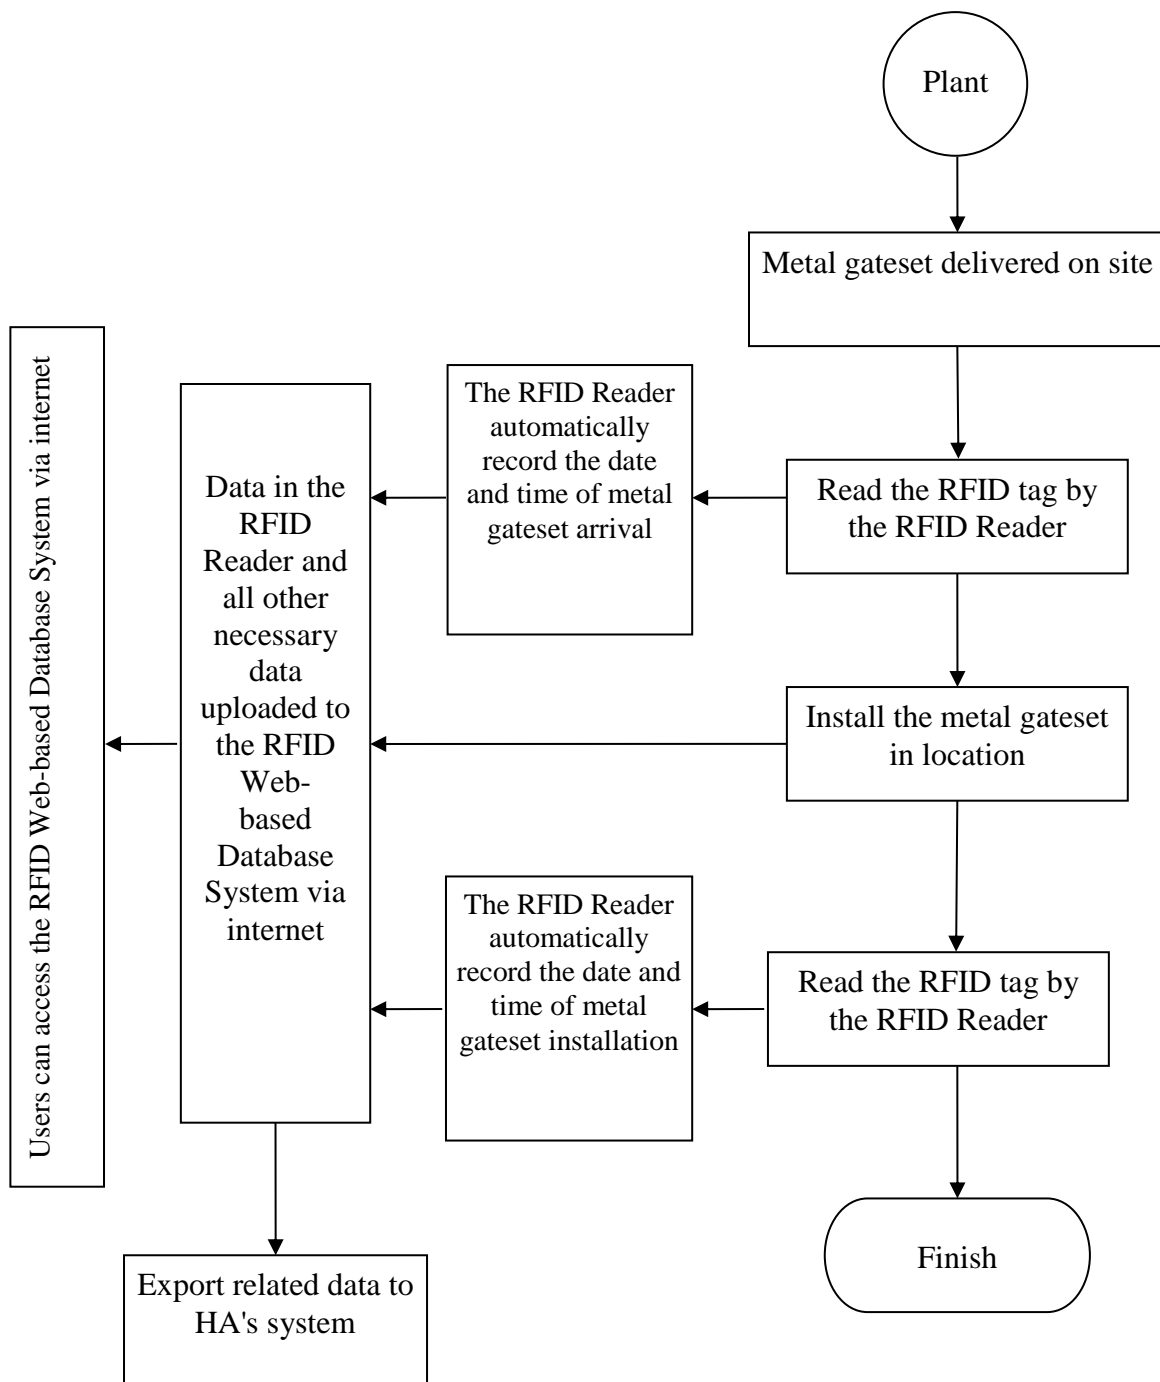 Plant
Metal gateset delivered on site
The RFID Reader
automatically
record the date
and time of metal
gateset arrival
Read the RFID tag by
the RFID Reader
Users can access the RFID Web-based Database System via internet
Data in the
RFID
Reader and
all other
necessary
data
uploaded to
the RFID
Web-
based
Database
System via
internet
Install the metal gateset
in location
The RFID Reader
automatically
record the date and
time of metal
gateset installation
Read the RFID tag by
the RFID Reader
Export related data to
HA's system
Finish